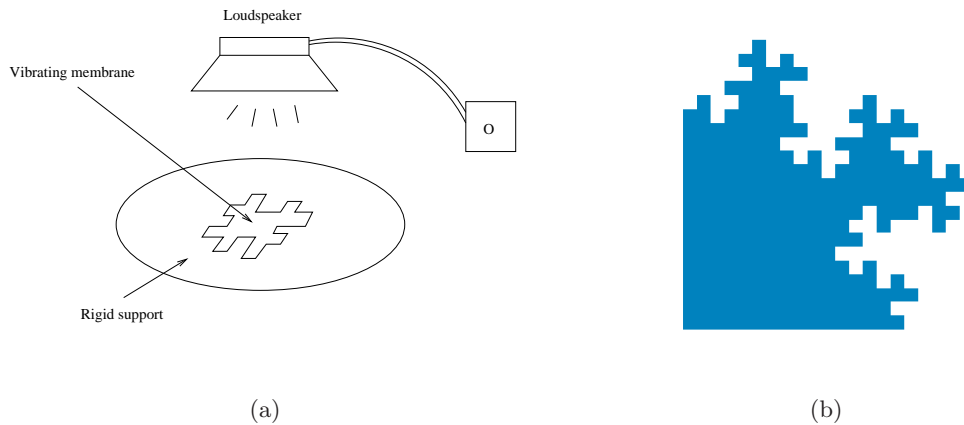 Loudspeaker
Vibrating membrane
O
Rigid support
(a)
(b)